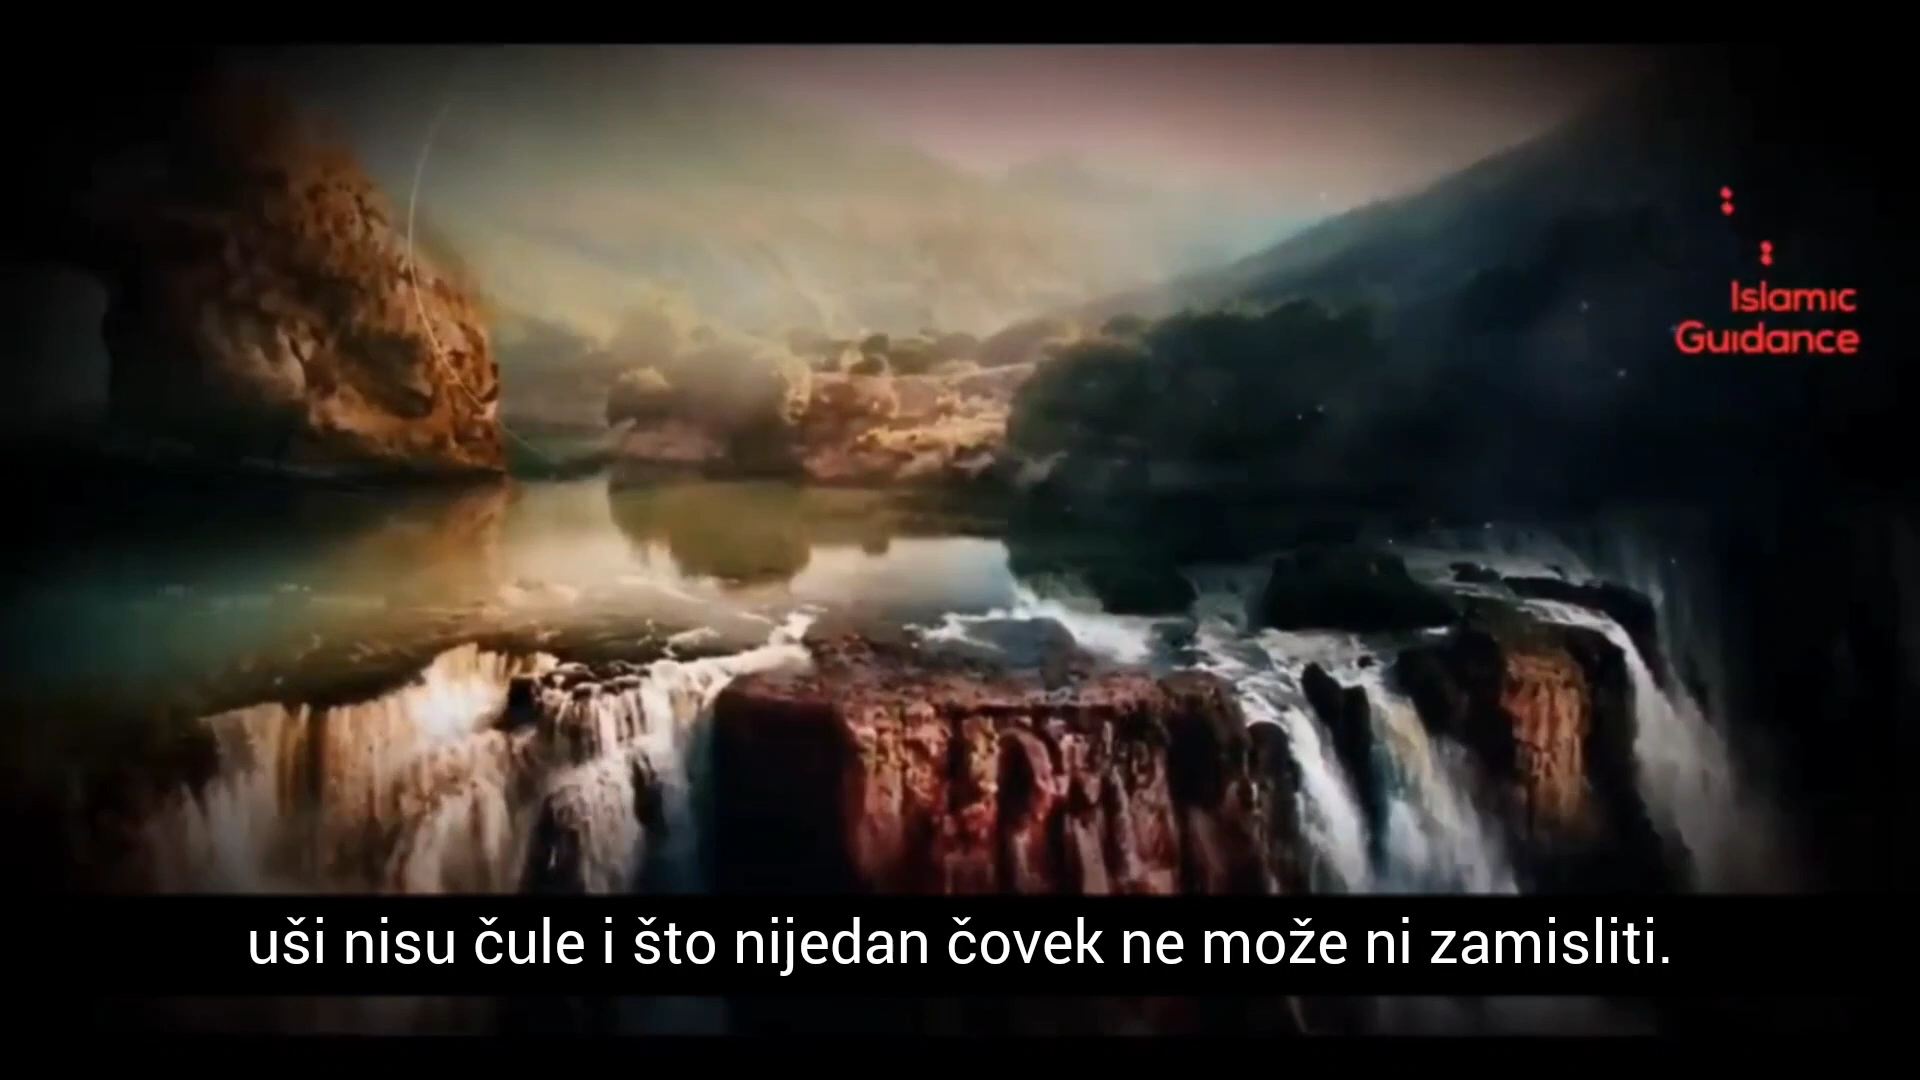 Islamic
Guidance
uši nisu čule i što nijedan čovek ne može ni zamisliti.